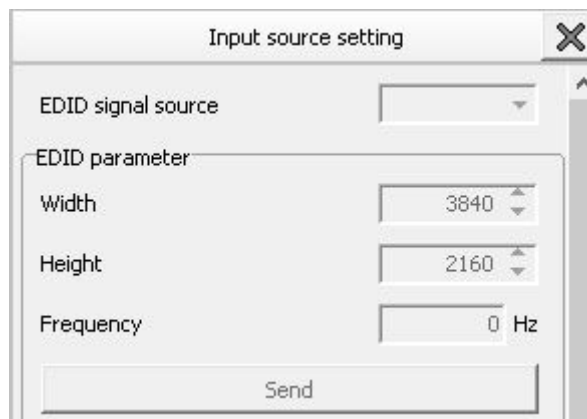 Input source setting
EDID signal source
EDID parameter
Width 3840
Height 2160
Frequency 0 Hz
Send